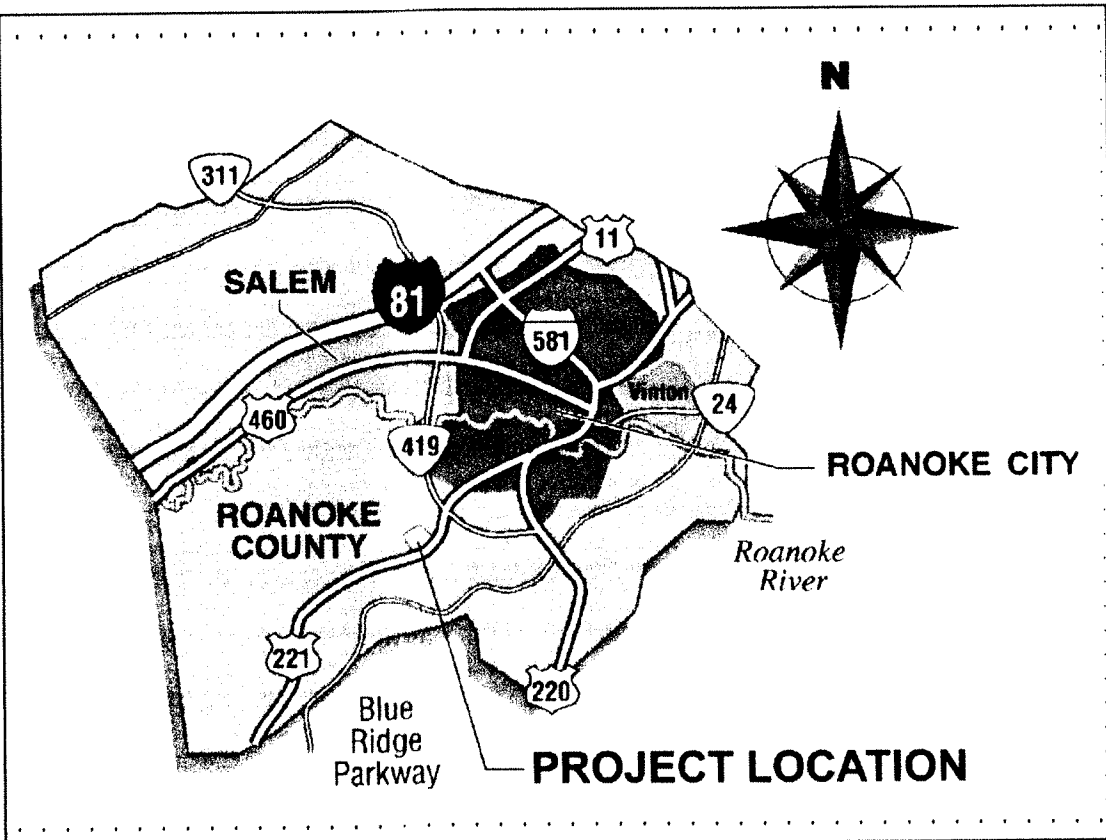 N
311
11
SALEM
81
581
Vinton
24
460
419
ROANOKE CITY
ROANOKE
COUNTY
Roanoke
River
221
220
Blue
Ridge
Parkway
PROJECT LOCATION